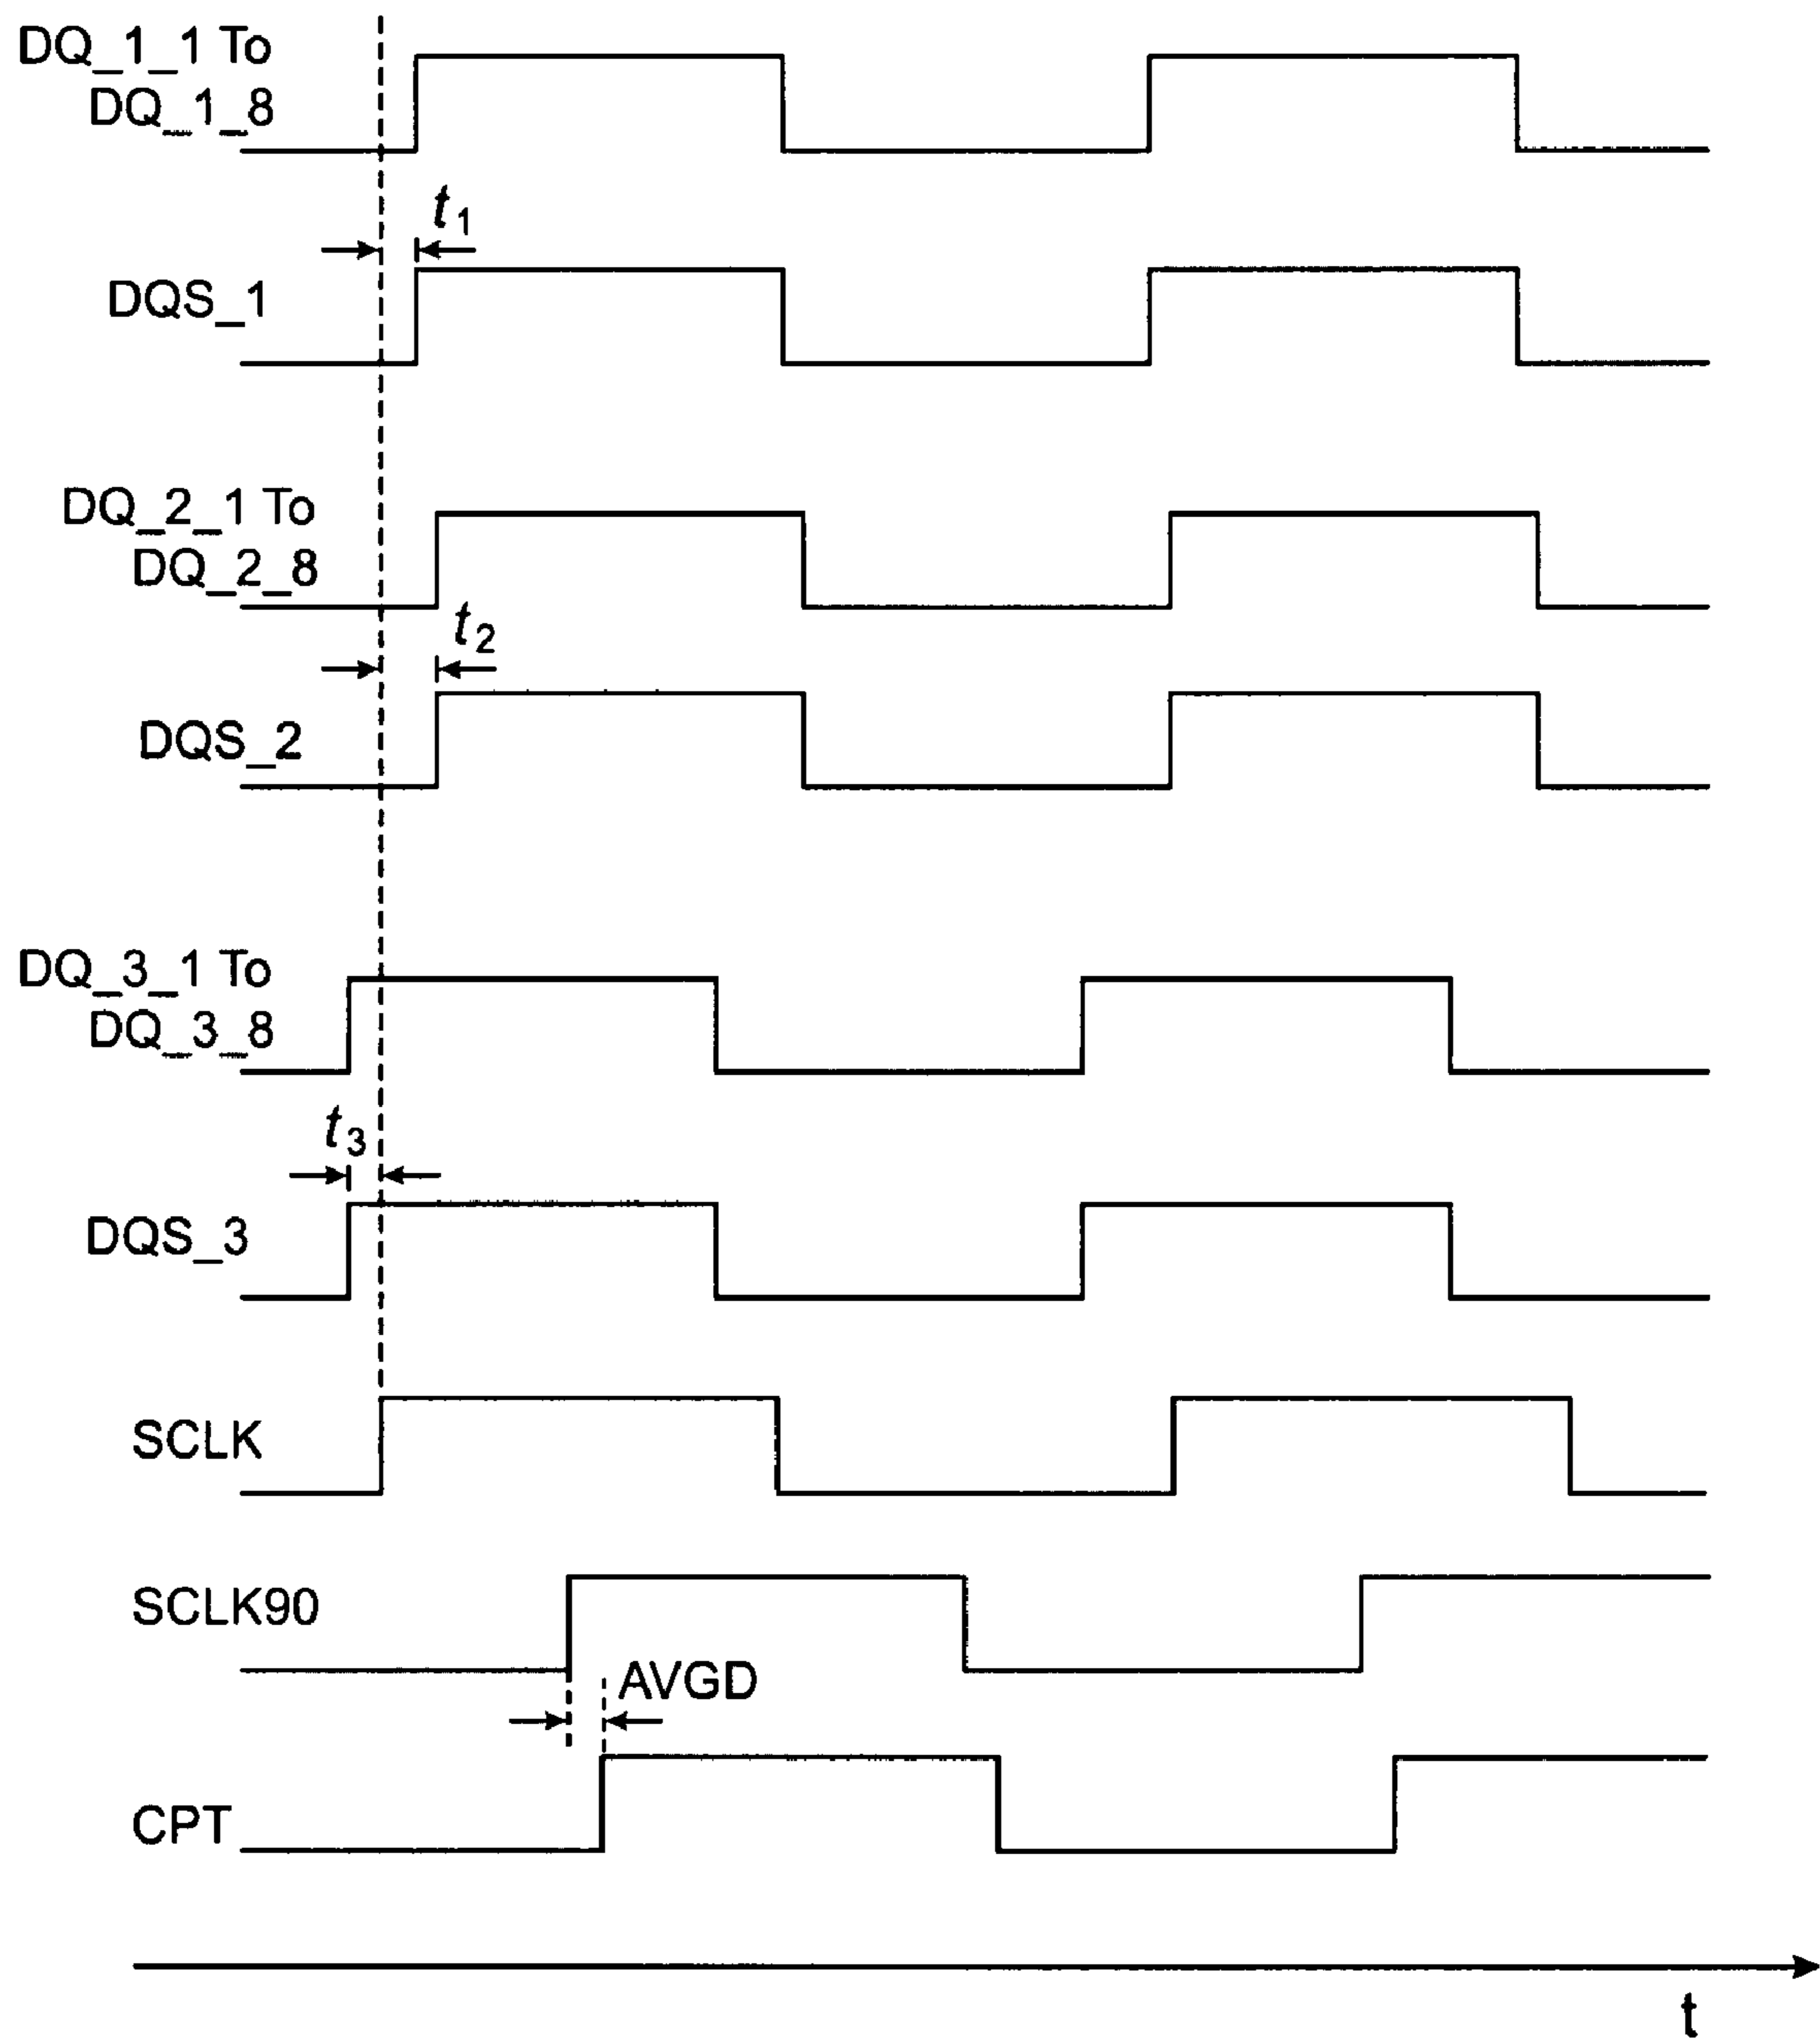 DQ_1_1 To
DQ_1_8
t1
DQS_1
DQ_2_1 To
DQ_2_8
t2
DQS_2
DQ_3_1 To
DQ_3_8
t3
DQS_3
SCLK
SCLK90
AVGD
CPT
t